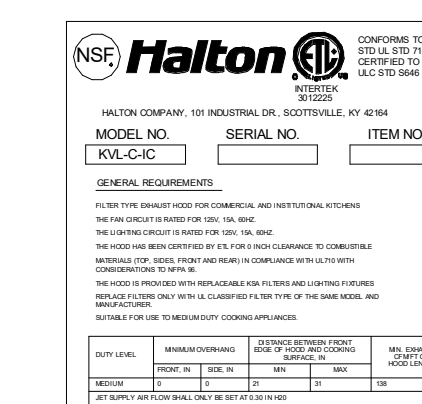 NSF®
Halton
ETL
C LISTED US
INTERTEK
3012225
CONFORMS TO
STD UL STD 71
CERTIFIED TO
ULC STD S646
HALTON COMPANY, 101 INDUSTRIAL DR., SCOTTSVILLE, KY 42164
MODEL NO. SERIAL NO. ITEM NO
KVL-C-IC
GENERAL REQUIREMENTS
FILTER TYPE EXHAUST HOOD FOR COMMERCIAL AND INSTITUTIONAL KITCHENS
THE FAN CIRCUIT IS RATED FOR 125V, 15A, 60HZ.
THE LIGHTING CIRCUIT IS RATED FOR 125V, 15A, 60HZ.
THE HOOD HAS BEEN CERTIFIED BY ETL FOR 0 INCH CLEARANCE TO COMBUSTIBLE
MATERIALS (TOP, SIDES, FRONT AND REAR) IN COMPLIANCE WITH UL710 WITH
CONSIDERATIONS TO NFPA 96.
THE HOOD IS PROVIDED WITH REPLACEABLE KSA FILTERS AND LIGHTING FIXTURES
REPLACE FILTERS ONLY WITH UL CLASSIFIED FILTER TYPE OF THE SAME MODEL AND
MANUFACTURER.
SUITABLE FOR USE TO MEDIUM DUTY COOKING APPLIANCES.
DUTY LEVEL
MINIMUM OVERHANG
DISTANCE BETWEEN FRONT
EDGE OF HOOD AND COOKING
SURFACE, IN
MIN. EXHA
CFM/FT O
HOOD LEN
FRONT, IN SIDE, IN MIN MAX
MEDIUM 0 0 21 31 138
JET SUPPLY AIR FLOW SHALL ONLY BE SET AT 0.30 IN H20